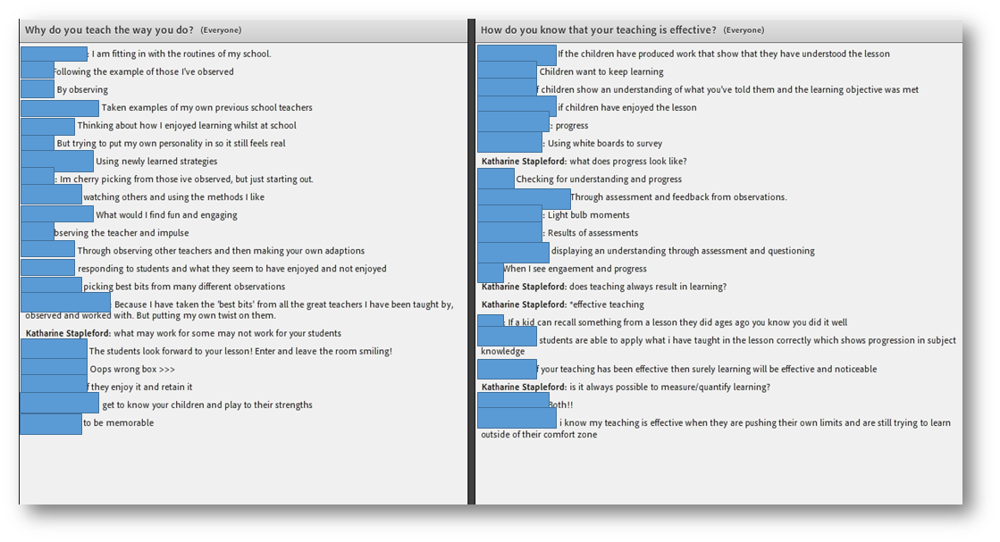 Why do you teach the way you do? (Everyone)
: I am fitting in with the routines of my school.
Following the example of those I've observed
By observing
Taken examples of my own previous school teachers
Thinking about how I enjoyed learning whilst at school
But trying to put my own personality in so it still feels real
Using newly learned strategies
: Im cherry picking from those ive observed, but just starting out.
watching others and using the methods I like
What would I find fun and engaging
bserving the teacher and impulse
Through observing other teachers and then making your own adaptions
responding to students and what they seem to have enjoyed and not enjoyed
picking best bits from many different observations
: Because I have taken the 'best bits' from all the great teachers I have been taught by,
observed and worked with. But putting my own twist on them.
Katharine Stapleford: what may work for some may not work for your students
The students look forward to your lesson! Enter and leave the room smiling!
Oops wrong box >>>
f they enjoy it and retain it
get to know your children and play to their strengths
to be memorable
How do you know that your teaching is effective? (Everyone)
If the children have produced work that show that they have understood the lesson
Children want to keep learning
f children show an understanding of what you've told them and the learning objective was met
if children have enjoyed the lesson
: progress
: Using white boards to survey
Katharine Stapleford: what does progress look like?
Checking for understanding and progress
Through assessment and feedback from observations.
: Light bulb moments
: Results of assessments
displaying an understanding through assessment and questioning
When I see engaement and progress
Katharine Stapleford: does teaching always result in learning?
Katharine Stapleford: *effective teaching
: If a kid can recall something from a lesson they did ages ago you know you did it well
students are able to apply what i have taught in the lesson correctly which shows progression in subject
knowledge
f your teaching has been effective then surely learning will be effective and noticeable
Katharine Stapleford: is it always possible to measure/quantify learning?
Both!!
i know my teaching is effective when they are pushing their own limits and are still trying to learn
outside of their comfort zone